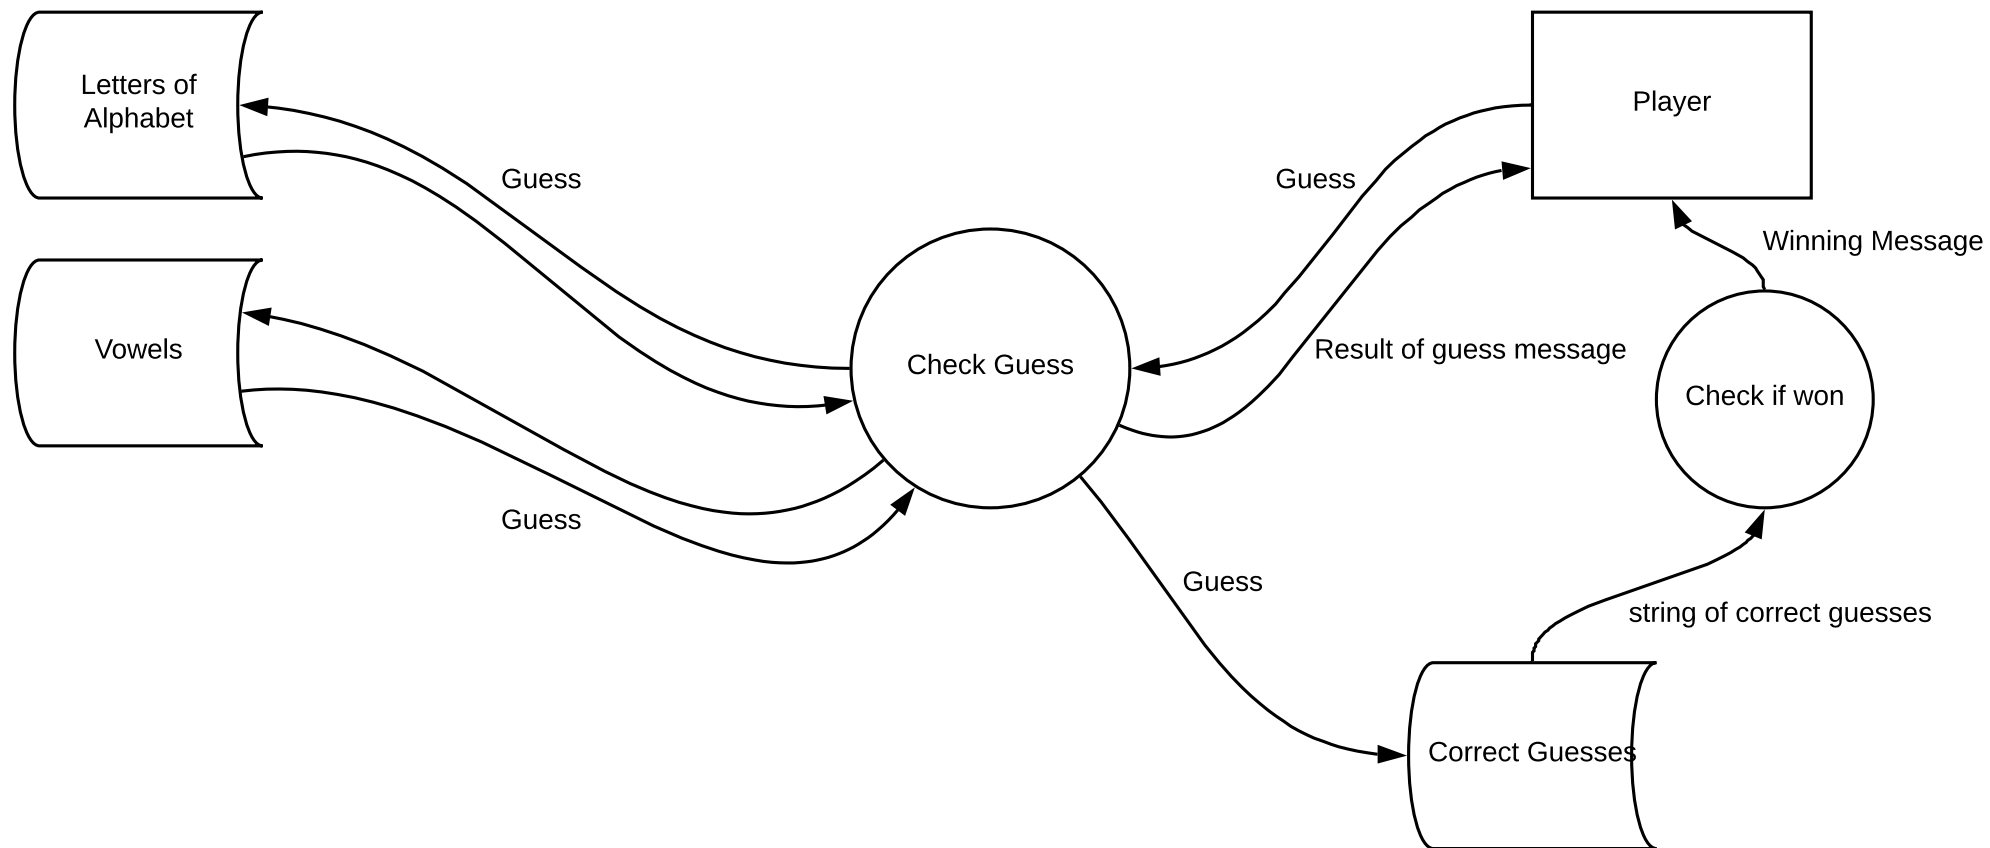 Letters of
Alphabet
Player
Guess
Guess
Winning Message
Vowels
Check Guess
Result of guess message
Check if won
Guess
Guess
string of correct guesses
Correct Guesses